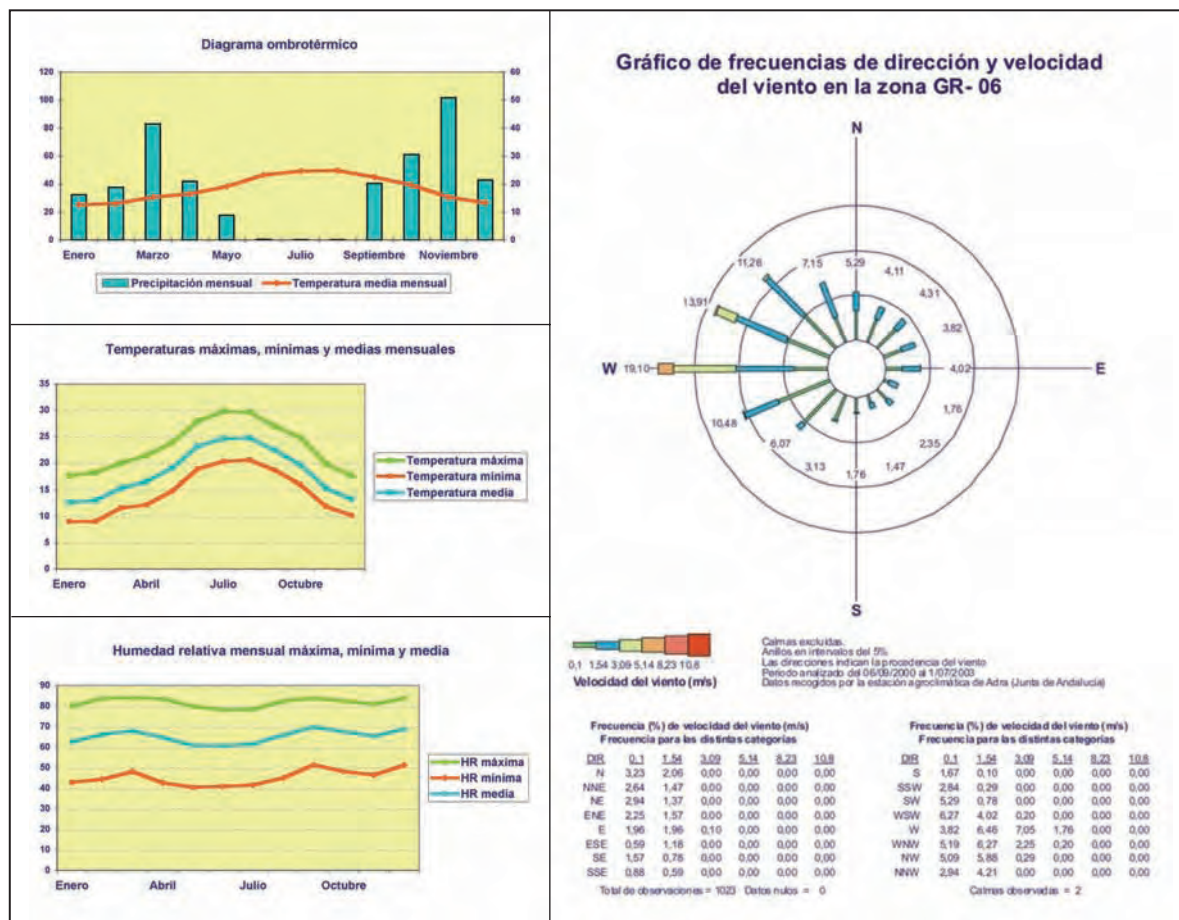 Diagrama ombrotérmico
120
100
80
60
40
20
0
60
50
40
30
20
10
0
Enero Marzo Mayo Julio Septiembre Noviembre
Precipitación mensual Temperatura media mensual
Temperaturas máximas, mínimas y medias mensuales
35
30
25
20
15
10
5
0
Enero Abril Julio Octubre
Temperatura máxima
Temperatura mínima
Temperatura media
Humedad relativa mensual máxima, mínima y media
90
80
70
60
50
40
30
20
10
0
Enero Abril Julio Octubre
HR máxima
HR mínima
HR media
Gráfico de frecuencias de dirección y velocidad
del viento en la zona GR- 06
N
11,26 7,15 5,29 4,11
4,31
13,91
3,82
W 19,10 4,02 E
10,48 1,76
6,07 2,35
3,13 1,76 1,47
S
0,1 1,54 3,09 5,14 8,23 10,8
Velocidad del viento (m/s)
Calmas excluidas.
Anillos en intervalos del 5%
Las direcciones indican la procedencia del viento
Periodo analizado del 06/09/2000 al 1/07/2003
Datos recogidos por la estación agroclimática de Adra (Junta de Andalucía)
Frecuencia (%) de velocidad del viento (m/s)
Frecuencia para las distintas categorías
DIR 0,1 1,54 3,09 5,14 8,23 10,8
N 3,23 2,06 0,00 0,00 0,00 0,00
NNE 2,64 1,47 0,00 0,00 0,00 0,00
NE 2,94 1,37 0,00 0,00 0,00 0,00
ENE 2,25 1,57 0,00 0,00 0,00 0,00
E 1,96 1,96 0,10 0,00 0,00 0,00
ESE 0,59 1,18 0,00 0,00 0,00 0,00
SE 1,57 0,78 0,00 0,00 0,00 0,00
SSE 0,88 0,59 0,00 0,00 0,00 0,00
Total de observaciones = 1023 Datos nulos = 0
Frecuencia (%) de velocidad del viento (m/s)
Frecuencia para las distintas categorías
DIR 0,1 1,54 3,09 5,14 8,23 10,8
S 1,67 0,10 0,00 0,00 0,00 0,00
SSW 2,84 0,29 0,00 0,00 0,00 0,00
SW 5,29 0,78 0,00 0,00 0,00 0,00
WSW 6,27 4,02 0,20 0,00 0,00 0,00
W 3,82 6,46 7,05 1,76 0,00 0,00
WNW 5,19 6,27 2,25 0,20 0,00 0,00
NW 5,09 5,88 0,29 0,00 0,00 0,00
NNW 2,94 4,21 0,00 0,00 0,00 0,00
Calmas observadas = 2